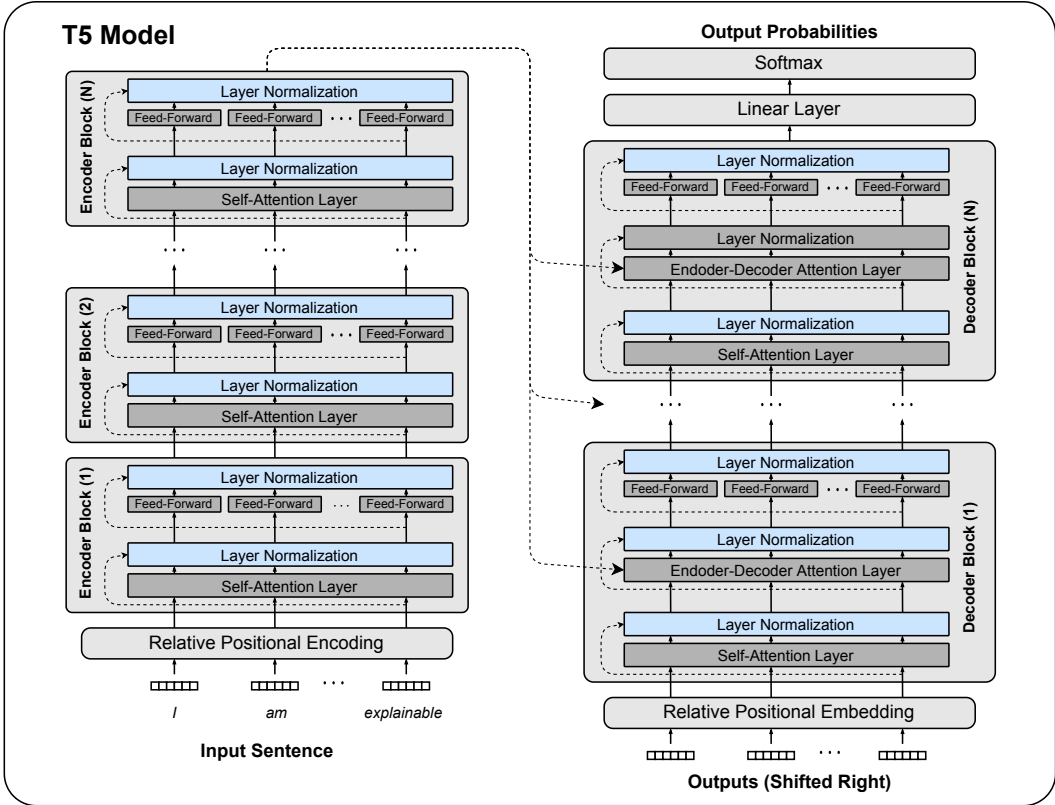 T5 Model
Encoder Block (N)
Layer Normalization
Feed-Forward Feed-Forward ... Feed-Forward
Layer Normalization
Self-Attention Layer
... ... ...
Encoder Block (2)
Layer Normalization
Feed-Forward Feed-Forward ... Feed-Forward
Layer Normalization
Self-Attention Layer
Encoder Block (1)
Layer Normalization
Feed-Forward Feed-Forward ... Feed-Forward
Layer Normalization
Self-Attention Layer
Relative Positional Encoding
...
I am explainable
Input Sentence
Output Probabilities
Softmax
Linear Layer
Decoder Block (N)
Layer Normalization
Feed-Forward Feed-Forward ... Feed-Forward
Layer Normalization
Endoder-Decoder Attention Layer
Layer Normalization
Self-Attention Layer
... ... ...
Decoder Block (1)
Layer Normalization
Feed-Forward Feed-Forward ... Feed-Forward
Layer Normalization
Endoder-Decoder Attention Layer
Layer Normalization
Self-Attention Layer
Relative Positional Embedding
...
Outputs (Shifted Right)